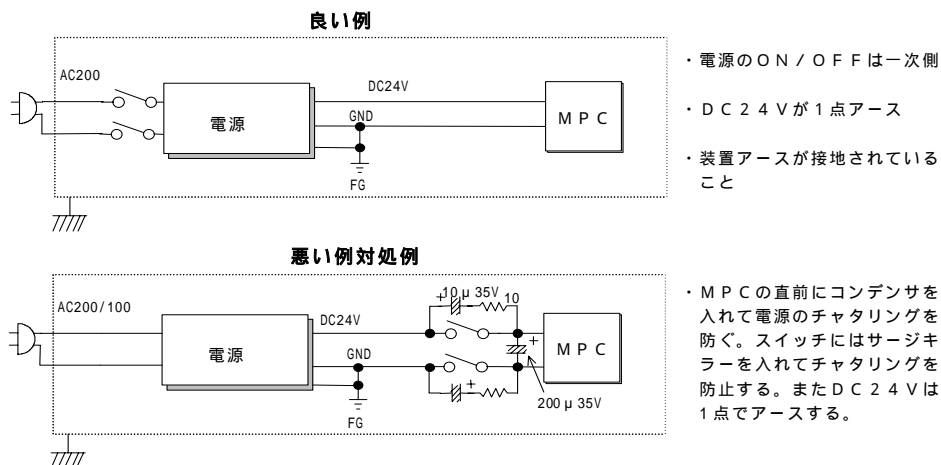 良い例
AC200
電源
DC24V
GND
FG
ＭＰＣ
・電源のＯＮ／ＯＦＦは一次側
・ＤＣ２４Ｖが１点アース
・装置アースが接地されている
こと
悪い例対処例
AC200/100
電源
DC24V
GND
FG
+
10μ 35V
10
+
+
200μ 35V
ＭＰＣ
・ＭＰＣの直前にコンデンサを
入れて電源のチャタリングを
防ぐ。スイッチにはサージキ
ラーを入れてチャタリングを
防止する。またＤＣ２４Ｖは
１点でアースする。